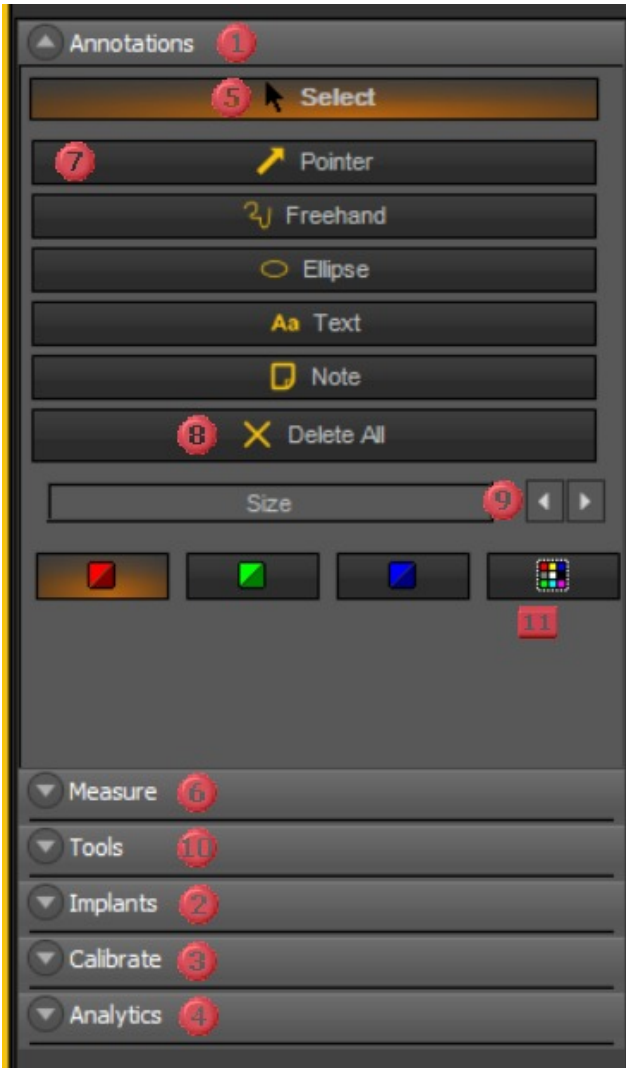 Annotations 1
5 Select
7 Pointer
Freehand
Ellipse
Aa Text
Note
8 Delete All
Size 9
11
Measure 6
Tools 10
Implants 2
Calibrate 3
Analytics 4